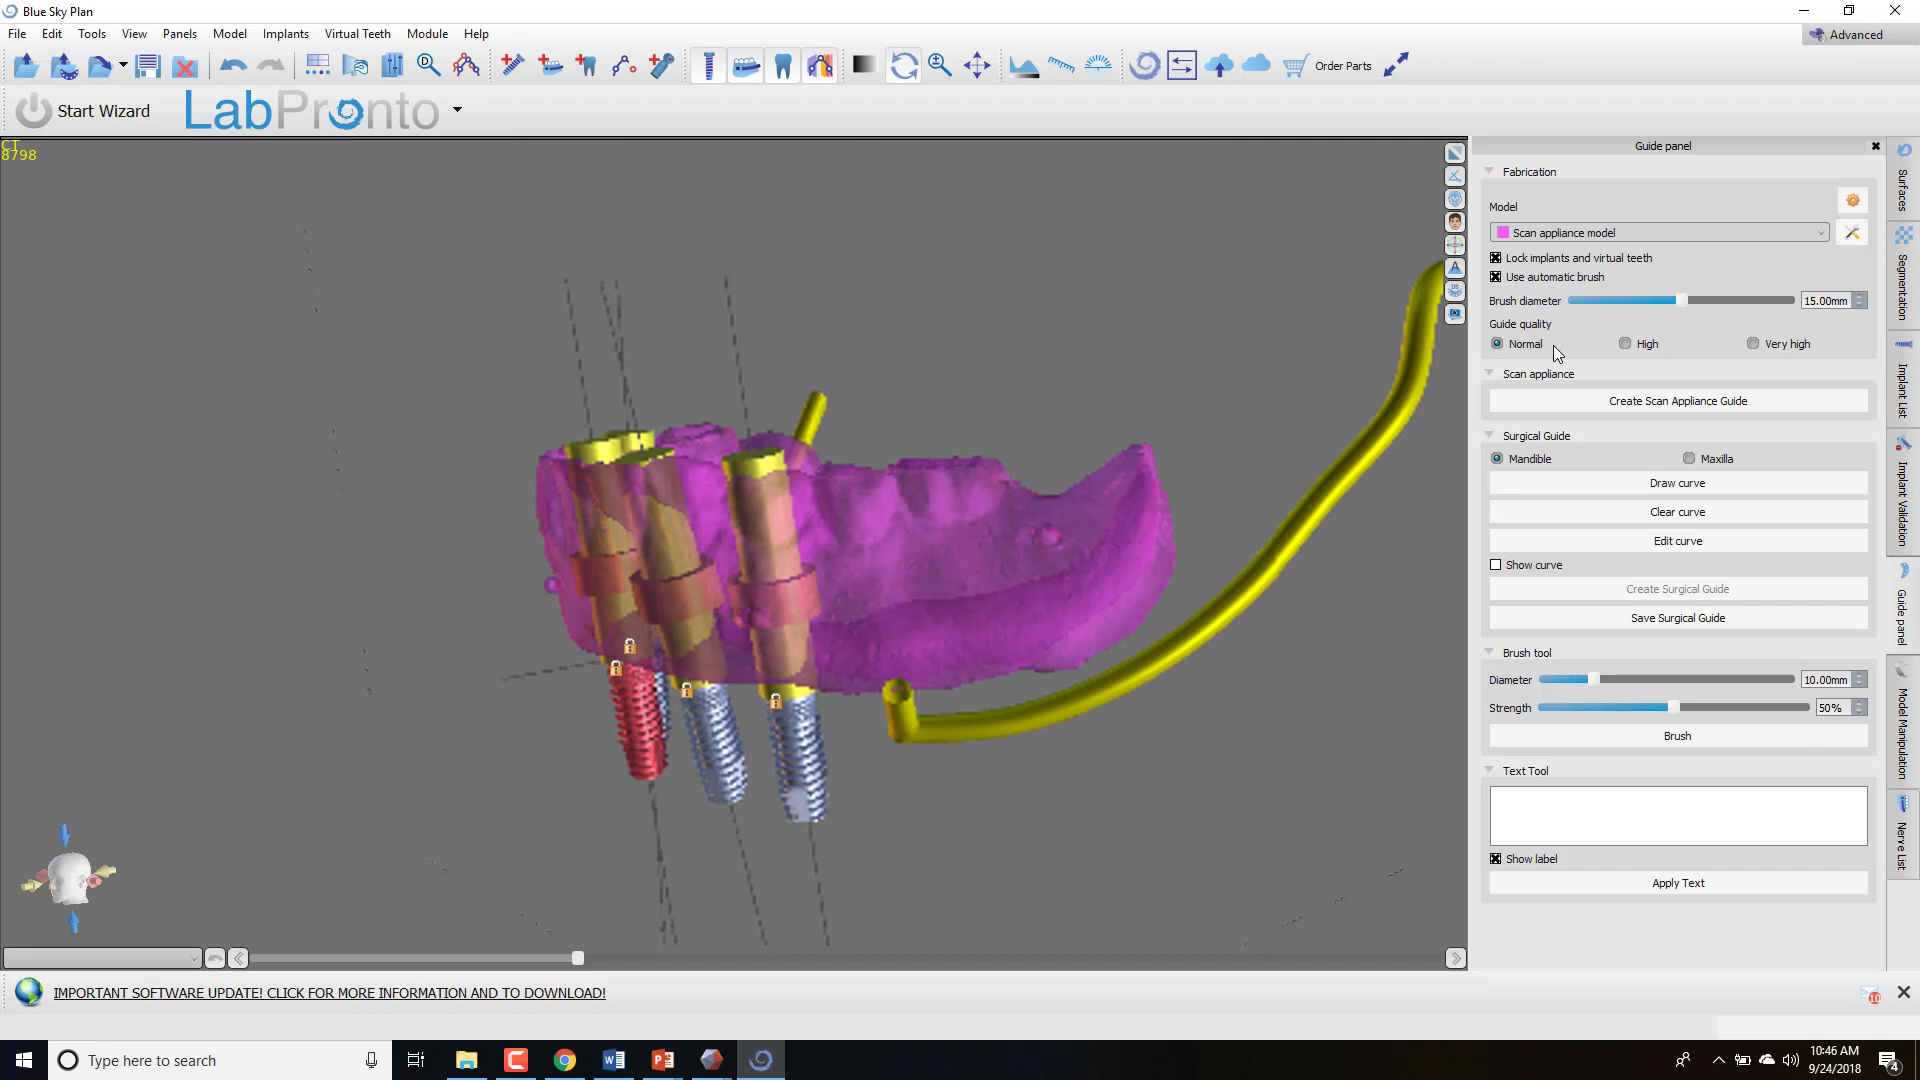 Blue Sky Plan
File Edit Tools View Panels Model Implants Virtual Teeth Module Help
Advanced
Order Parts
Start Wizard
LabPronto
CT
8798
Guide panel
Fabrication
Model
Scan appliance model
Lock implants and virtual teeth
Use automatic brush
Brush diameter 15.00mm
Guide quality
Normal High Very high
Scan appliance
Create Scan Appliance Guide
Surgical Guide
Mandible Maxilla
Draw curve
Clear curve
Edit curve
Show curve
Create Surgical Guide
Save Surgical Guide
Brush tool
Diameter 10.00mm
Strength 50%
Brush
Text Tool
Show label
Apply Text
Surfaces
Segmentation
Implant List
Implant Validation
Guide panel
Model Manipulation
Nerve List
IMPORTANT SOFTWARE UPDATE! CLICK FOR MORE INFORMATION AND TO DOWNLOAD!
10
Type here to search
10:46 AM
9/24/2018
4